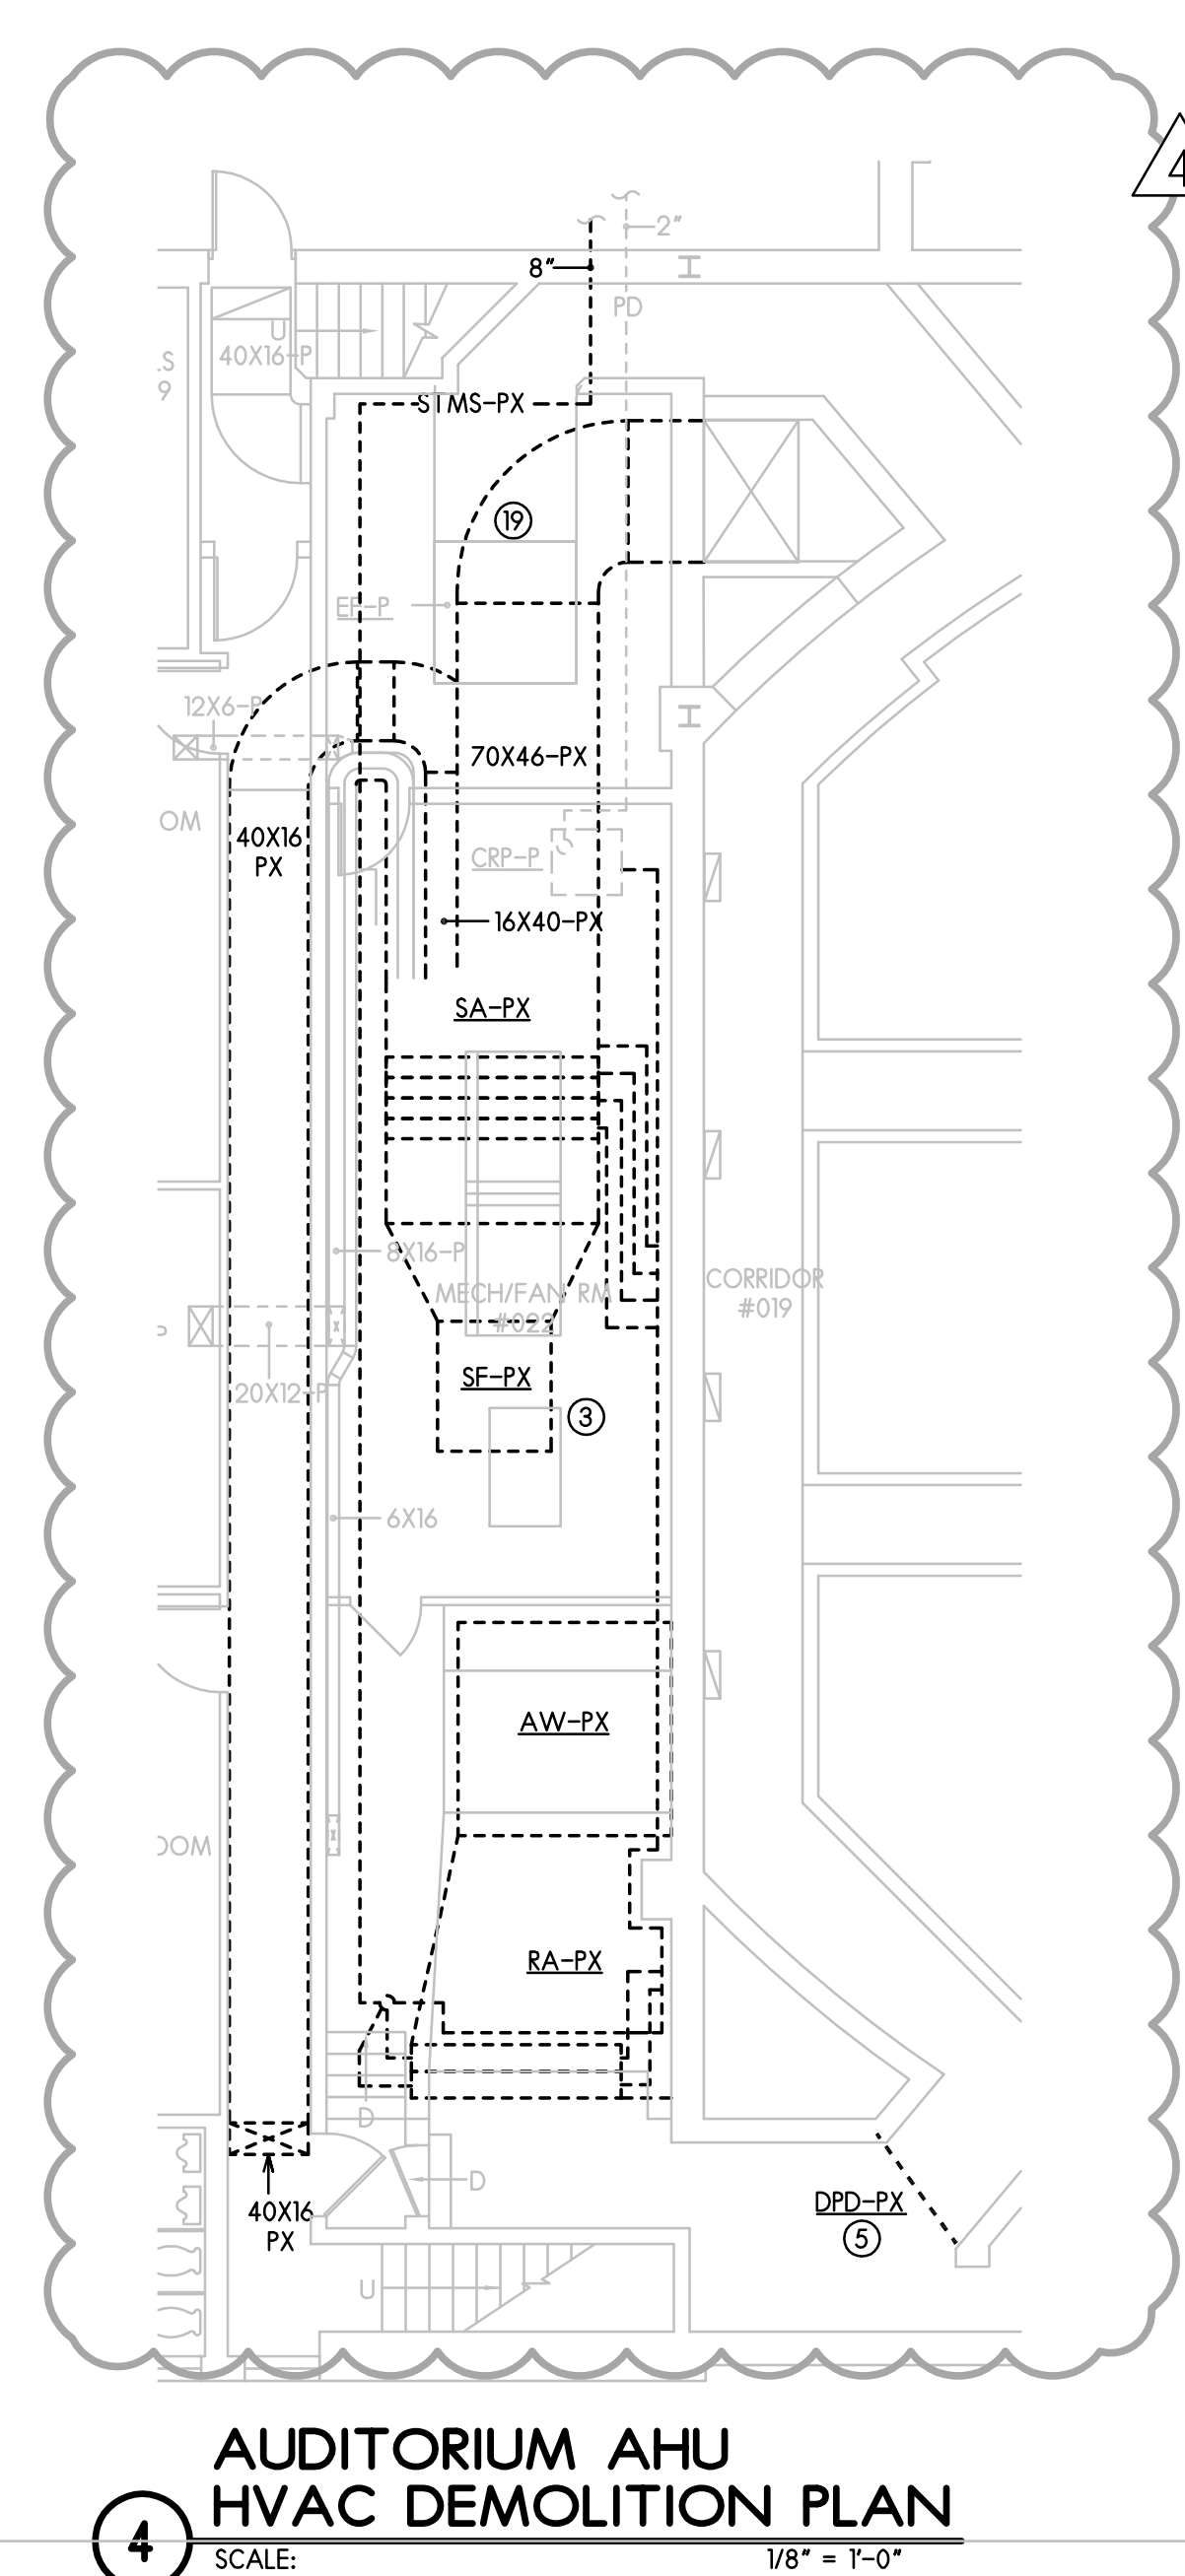 4
2"
8"
PD
U
40X16-P
.S
9
STMS-PX
19
EF-P
12X6-P
70X46-PX
OM
40X16
PX
CRP-P
16X40-PX
SA-PX
8X16-P
MECH/FAN RM
#022
CORRIDOR
#019
SF-PX
20X12-P
3
6X16
AW-PX
OOM
RA-PX
D
D
40X16
PX
DPD-PX
5
U
AUDITORIUM AHU
HVAC DEMOLITION PLAN
4
SCALE: 1/8" = 1'-0"